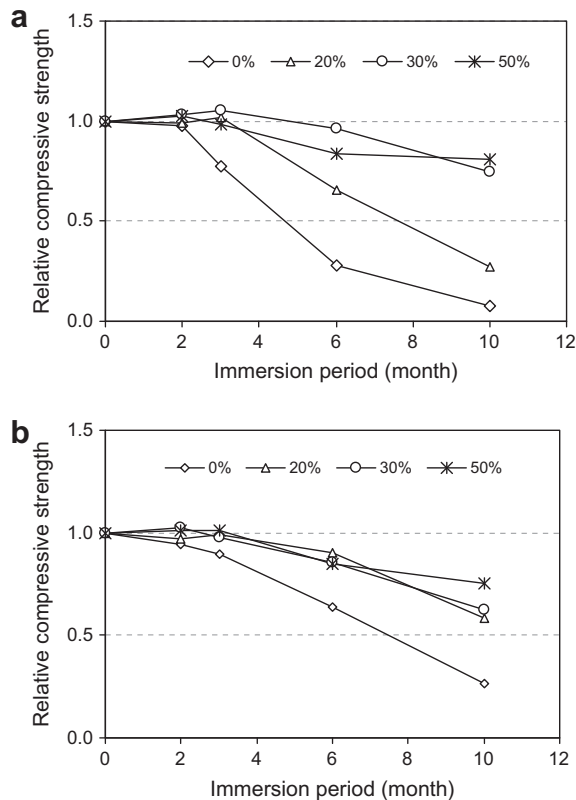 a
1.5
0% 20% 30% 50%
1.0
0.5
0.0
0 2 4 6 8 10 12
Relative compressive strength
Immersion period (month)
b
1.5
0% 20% 30% 50%
1.0
0.5
0.0
0 2 4 6 8 10 12
Relative compressive strength
Immersion period (month)